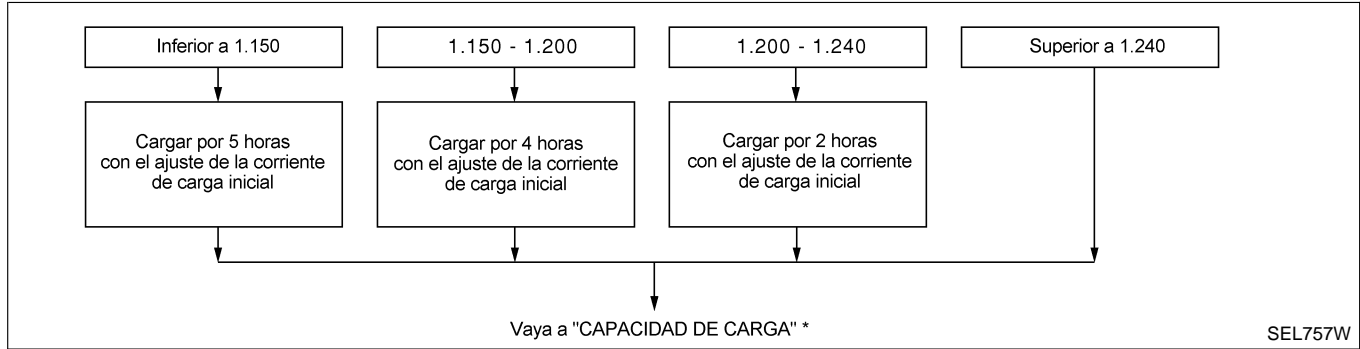 Inferior a 1.150
1.150 - 1.200
1.200 - 1.240
Superior a 1.240
Cargar por 5 horas
con el ajuste de la corriente
de carga inicial
Cargar por 4 horas
con el ajuste de la corriente
de carga inicial
Cargar por 2 horas
con el ajuste de la corriente
de carga inicial
Vaya a "CAPACIDAD DE CARGA" *
SEL757W